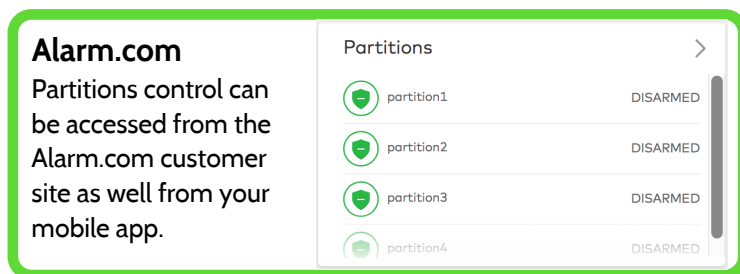 Alarm.com
Partitions control can
be accessed from the
Alarm.com customer
site as well from your
mobile app.
Partitions
partition1 DISARMED
partition2 DISARMED
partition3 DISARMED
partition4 DISARMED